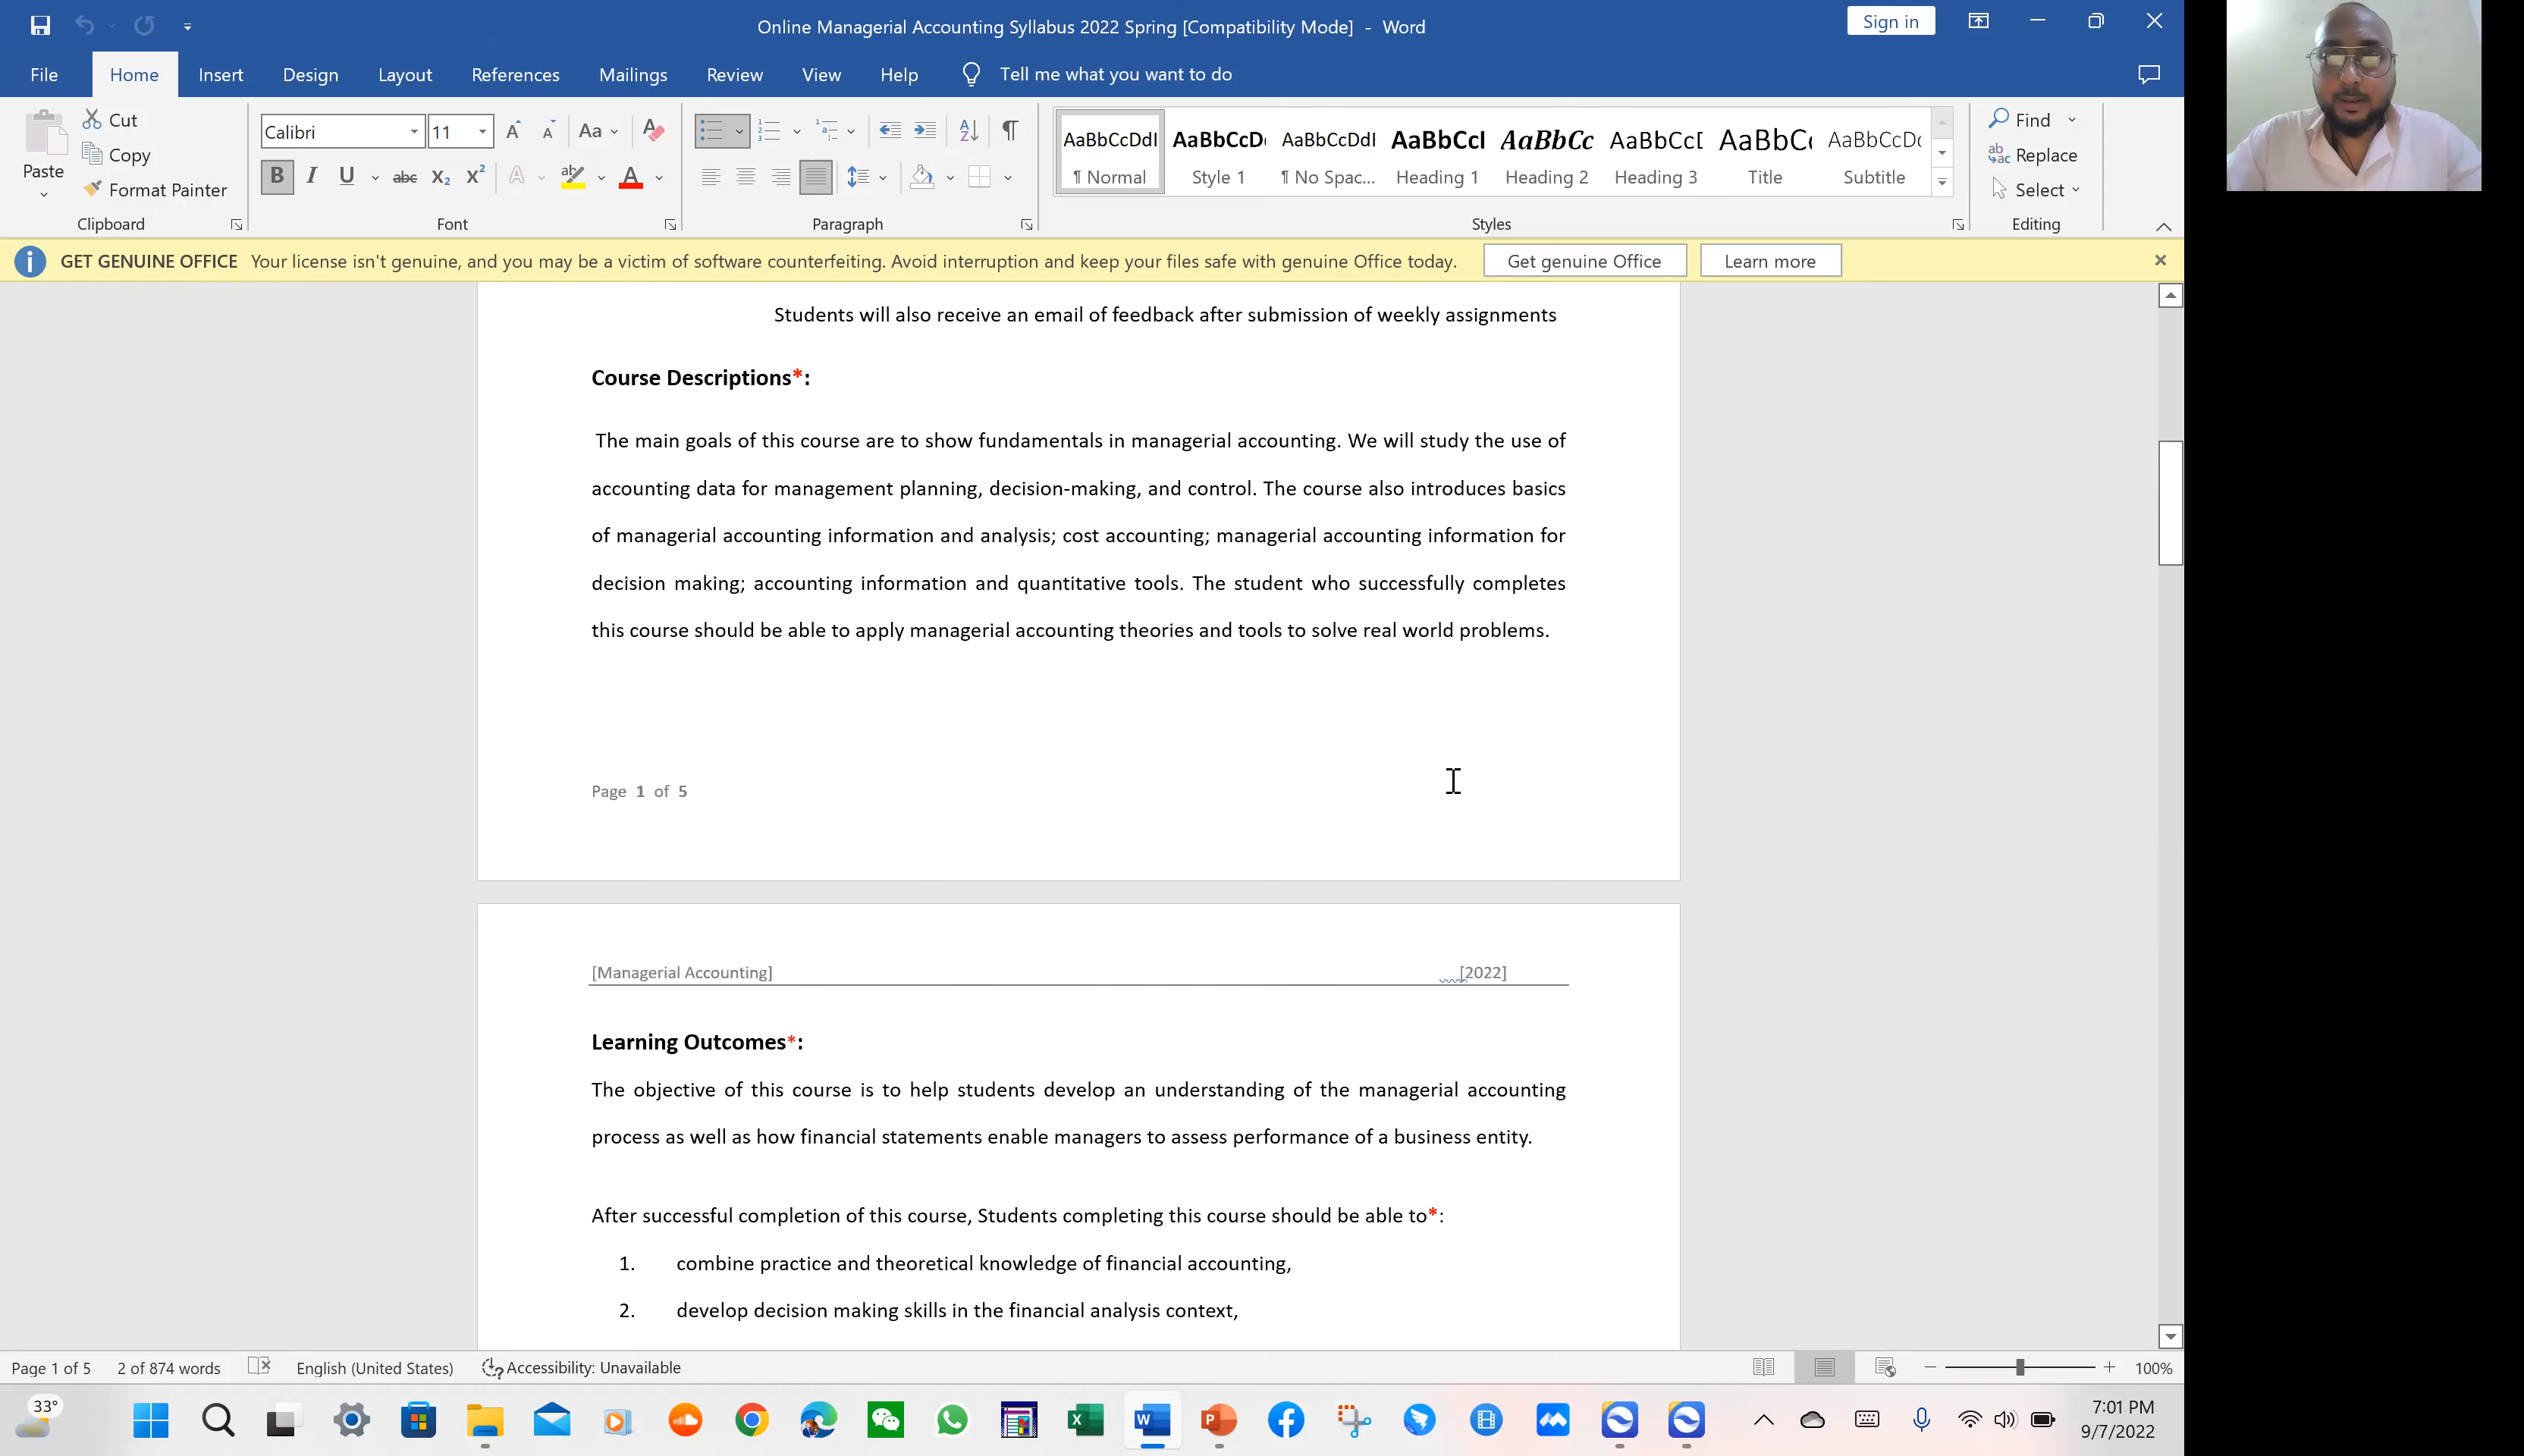 Online Managerial Accounting Syllabus 2022 Spring [Compatibility Mode] - Word
Sign in
File Home Insert Design Layout References Mailings Review View Help Tell me what you want to do
Paste
Cut
Copy
Format Painter
Clipboard
Calibri 11
Font
Paragraph
AaBbCcDdI AaBbCcD AaBbCcDdI AaBbCcI AaBbCc AaBbCcD AaBbC AaBbCcD
¶ Normal Style 1 ¶ No Spac... Heading 1 Heading 2 Heading 3 Title Subtitle
Styles
Find
Replace
Select
Editing
GET GENUINE OFFICE Your license isn't genuine, and you may be a victim of software counterfeiting. Avoid interruption and keep your files safe with genuine Office today. Get genuine Office Learn more
Students will also receive an email of feedback after submission of weekly assignments
Course Descriptions*:
The main goals of this course are to show fundamentals in managerial accounting. We will study the use of
accounting data for management planning, decision-making, and control. The course also introduces basics
of managerial accounting information and analysis; cost accounting; managerial accounting information for
decision making; accounting information and quantitative tools. The student who successfully completes
this course should be able to apply managerial accounting theories and tools to solve real world problems.
Page 1 of 5
[Managerial Accounting] [2022]
Learning Outcomes*:
The objective of this course is to help students develop an understanding of the managerial accounting
process as well as how financial statements enable managers to assess performance of a business entity.
After successful completion of this course, Students completing this course should be able to*:
1. combine practice and theoretical knowledge of financial accounting,
2. develop decision making skills in the financial analysis context,
Page 1 of 5 2 of 874 words English (United States) Accessibility: Unavailable 100%
33°
7:01 PM
9/7/2022